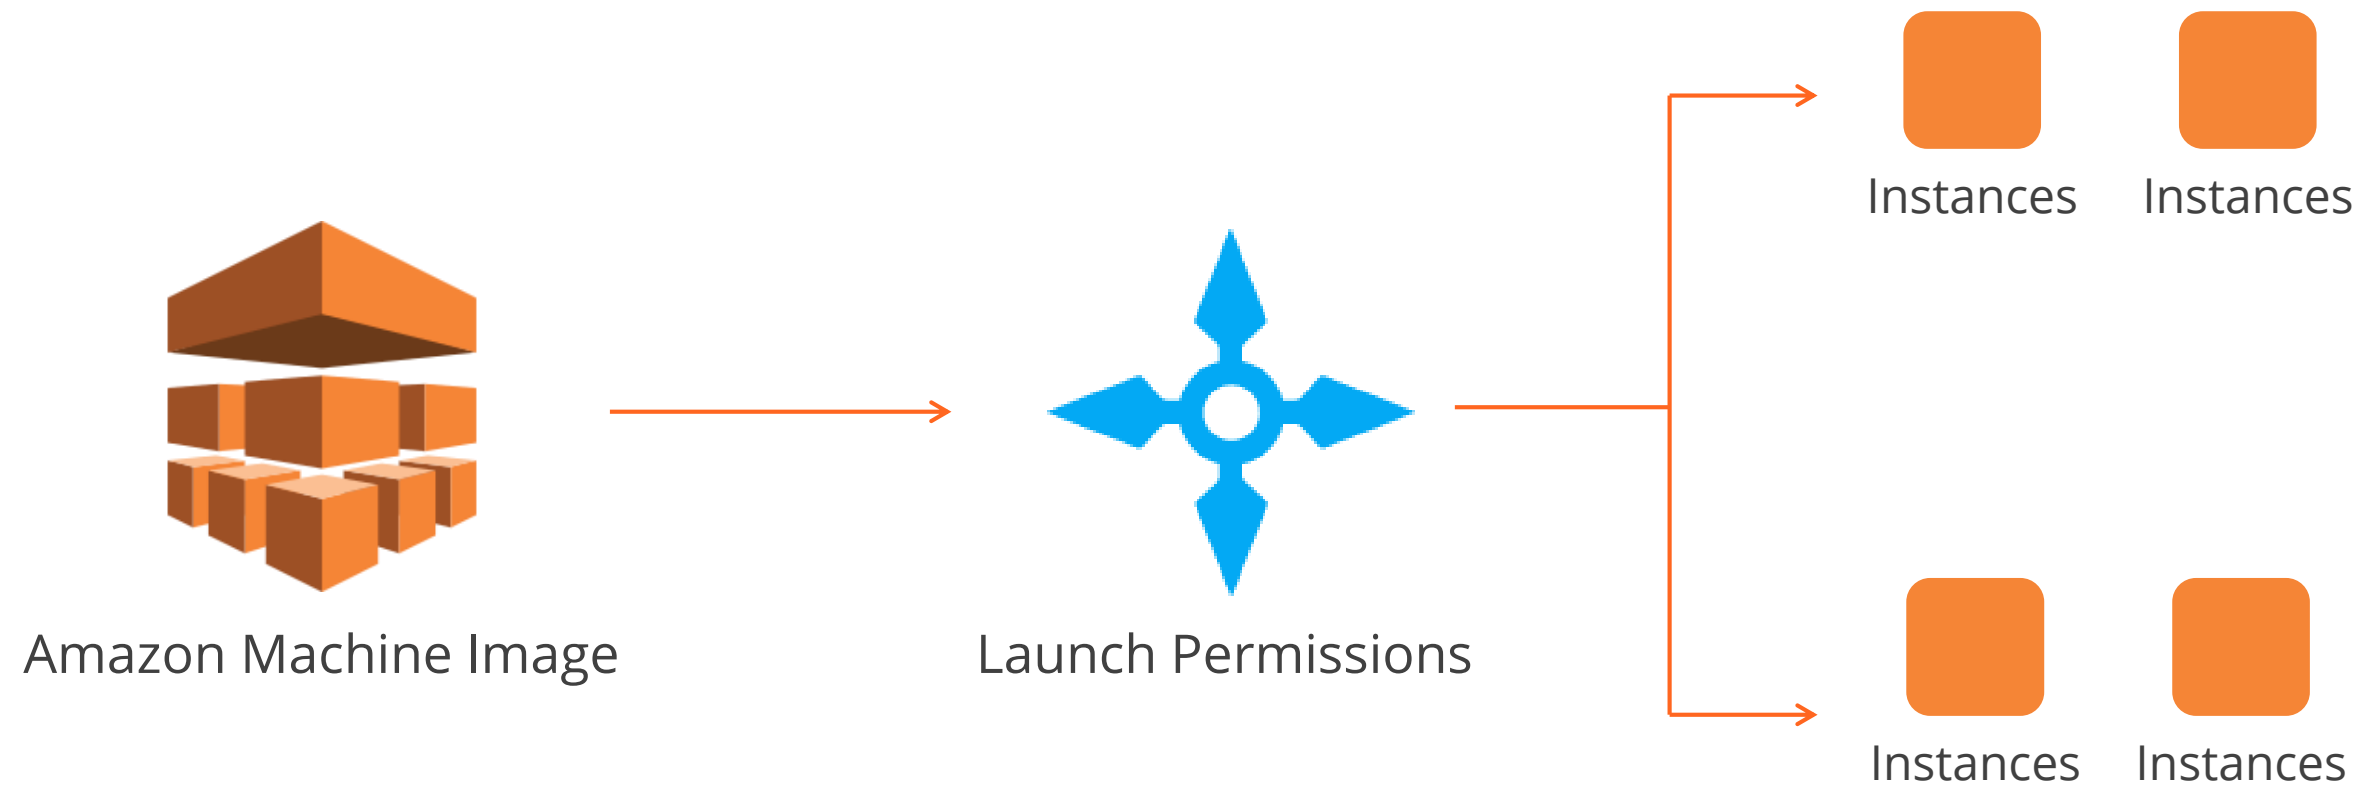 Instances
Instances
Amazon Machine Image
Launch Permissions
Instances
Instances